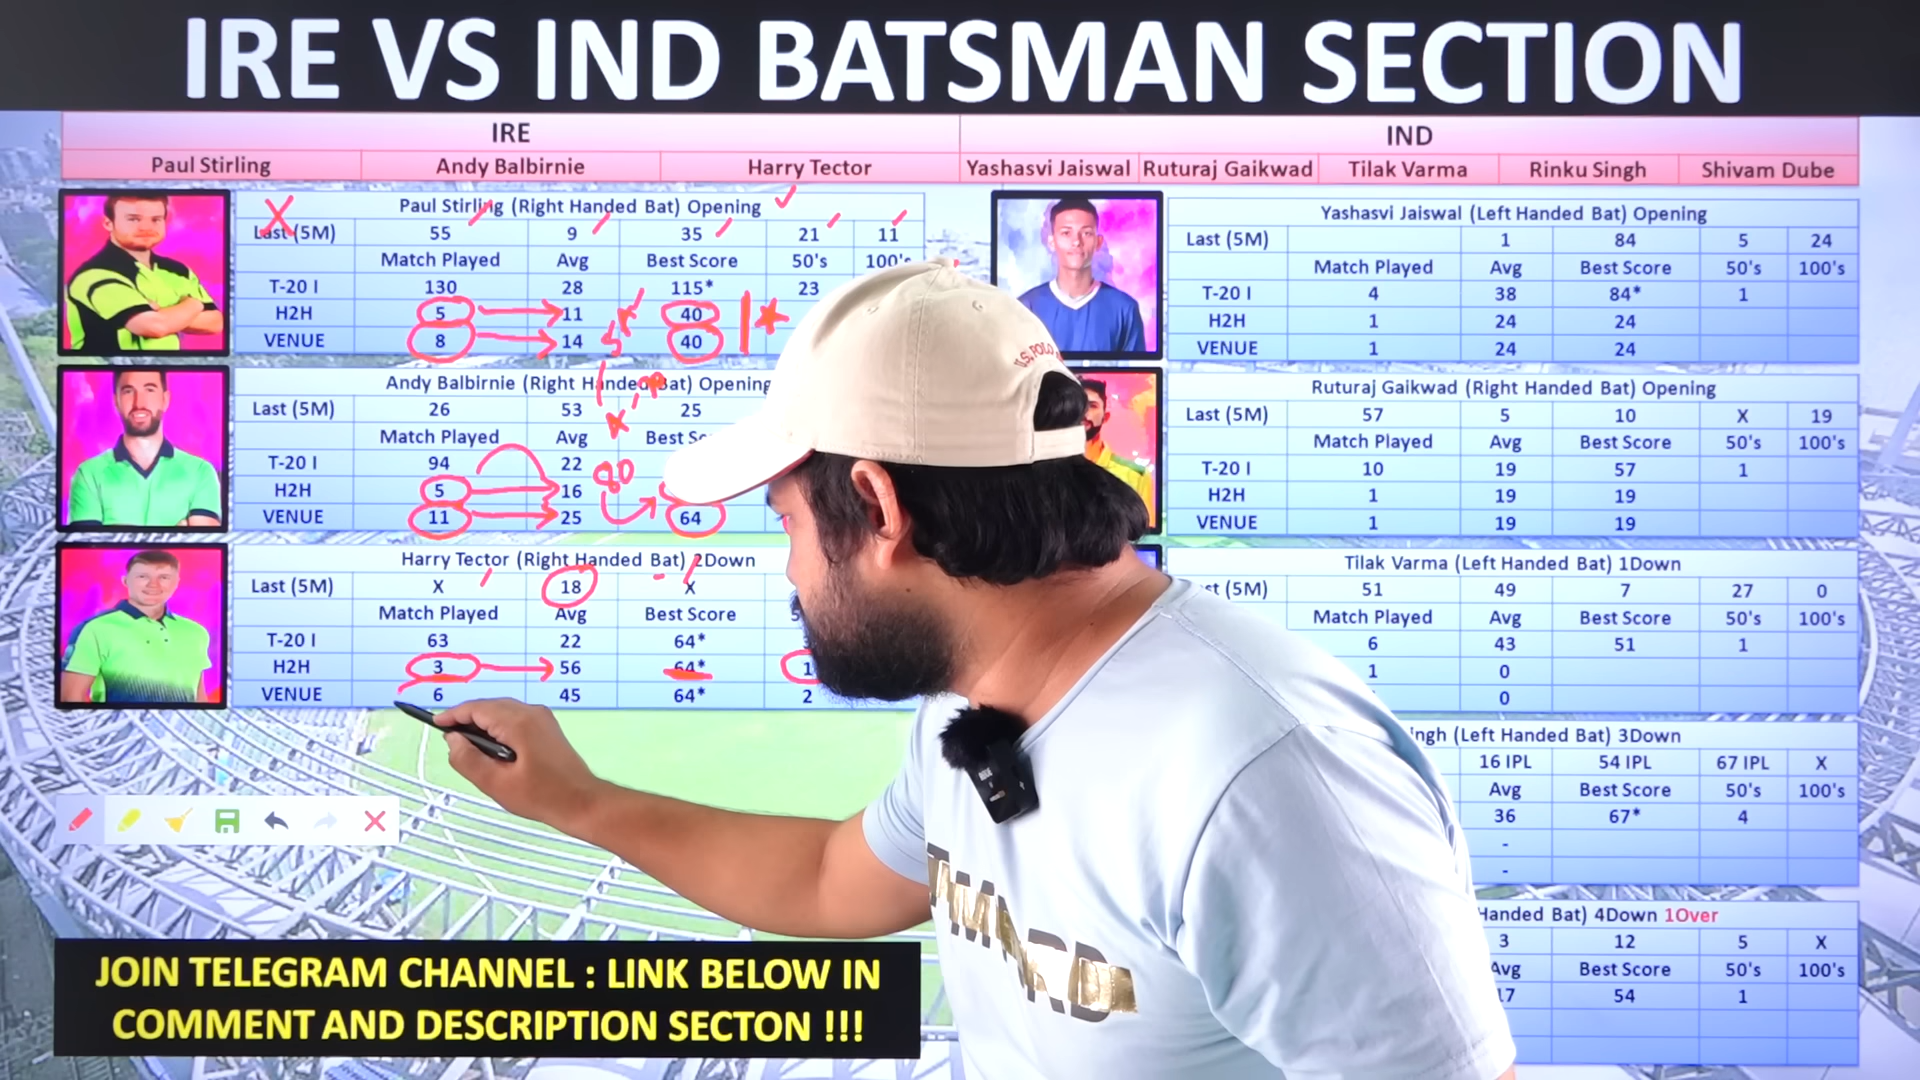 IRE VS IND BATSMAN SECTION
IRE
IND
Paul Stirling
Andy Balbirnie
Harry Tector
Yashasvi Jaiswal
Ruturaj Gaikwad
Tilak Varma
Rinku Singh
Shivam Dube
Paul Stirling (Right Handed Bat) Opening
Last (5M) 55 9 35 21 11
Match Played Avg Best Score 50's 100's
T-20 I 130 28 115* 23
H2H 5 11 40
VENUE 8 14 40
Andy Balbirnie (Right Handed Bat) Opening
Last (5M) 26 53 25
Match Played Avg Best
T-20 I 94 22
H2H 5 16
80
VENUE 11 25 64
Harry Tector (Right Handed Bat) 2Down
Last (5M) X 18 X
Match Played Avg Best Score
T-20 I 63 22 64*
H2H 3 56 64* 1
VENUE 6 45 64* 2
Yashasvi Jaiswal (Left Handed Bat) Opening
Last (5M) 1 84 5 24
Match Played Avg Best Score 50's 100's
T-20 I 4 38 84* 1
H2H 1 24 24
VENUE 1 24 24
Ruturaj Gaikwad (Right Handed Bat) Opening
Last (5M) 57 5 10 X 19
Match Played Avg Best Score 50's 100's
T-20 I 10 19 57 1
H2H 1 19 19
VENUE 1 19 19
Tilak Varma (Left Handed Bat) 1Down
(5M) 51 49 7 27 0
Match Played Avg Best Score 50's 100's
6 43 51 1
1 0
0
(Left Handed Bat) 3Down
16 IPL 54 IPL 67 IPL X
Avg Best Score 50's 100's
36 67* 4
-
-
Handed Bat) 4Down 1Over
3 12 5 X
Avg Best Score 50's 100's
17 54 1
U.S. POLO
JOIN TELEGRAM CHANNEL : LINK BELOW IN
COMMENT AND DESCRIPTION SECTON !!!